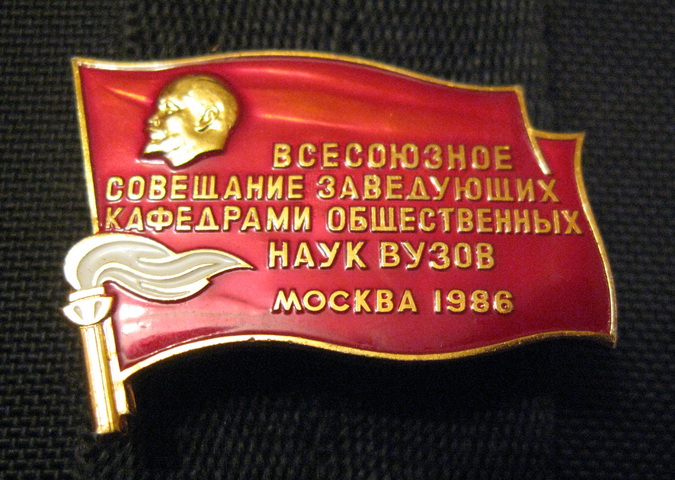 ВСЕСОЮЗНОЕ
СОВЕЩАНИЕ ЗАВЕДУЮЩИХ
КАФЕДРАМИ ОБЩЕСТВЕННЫХ
НАУК ВУЗОВ
МОСКВА 1986